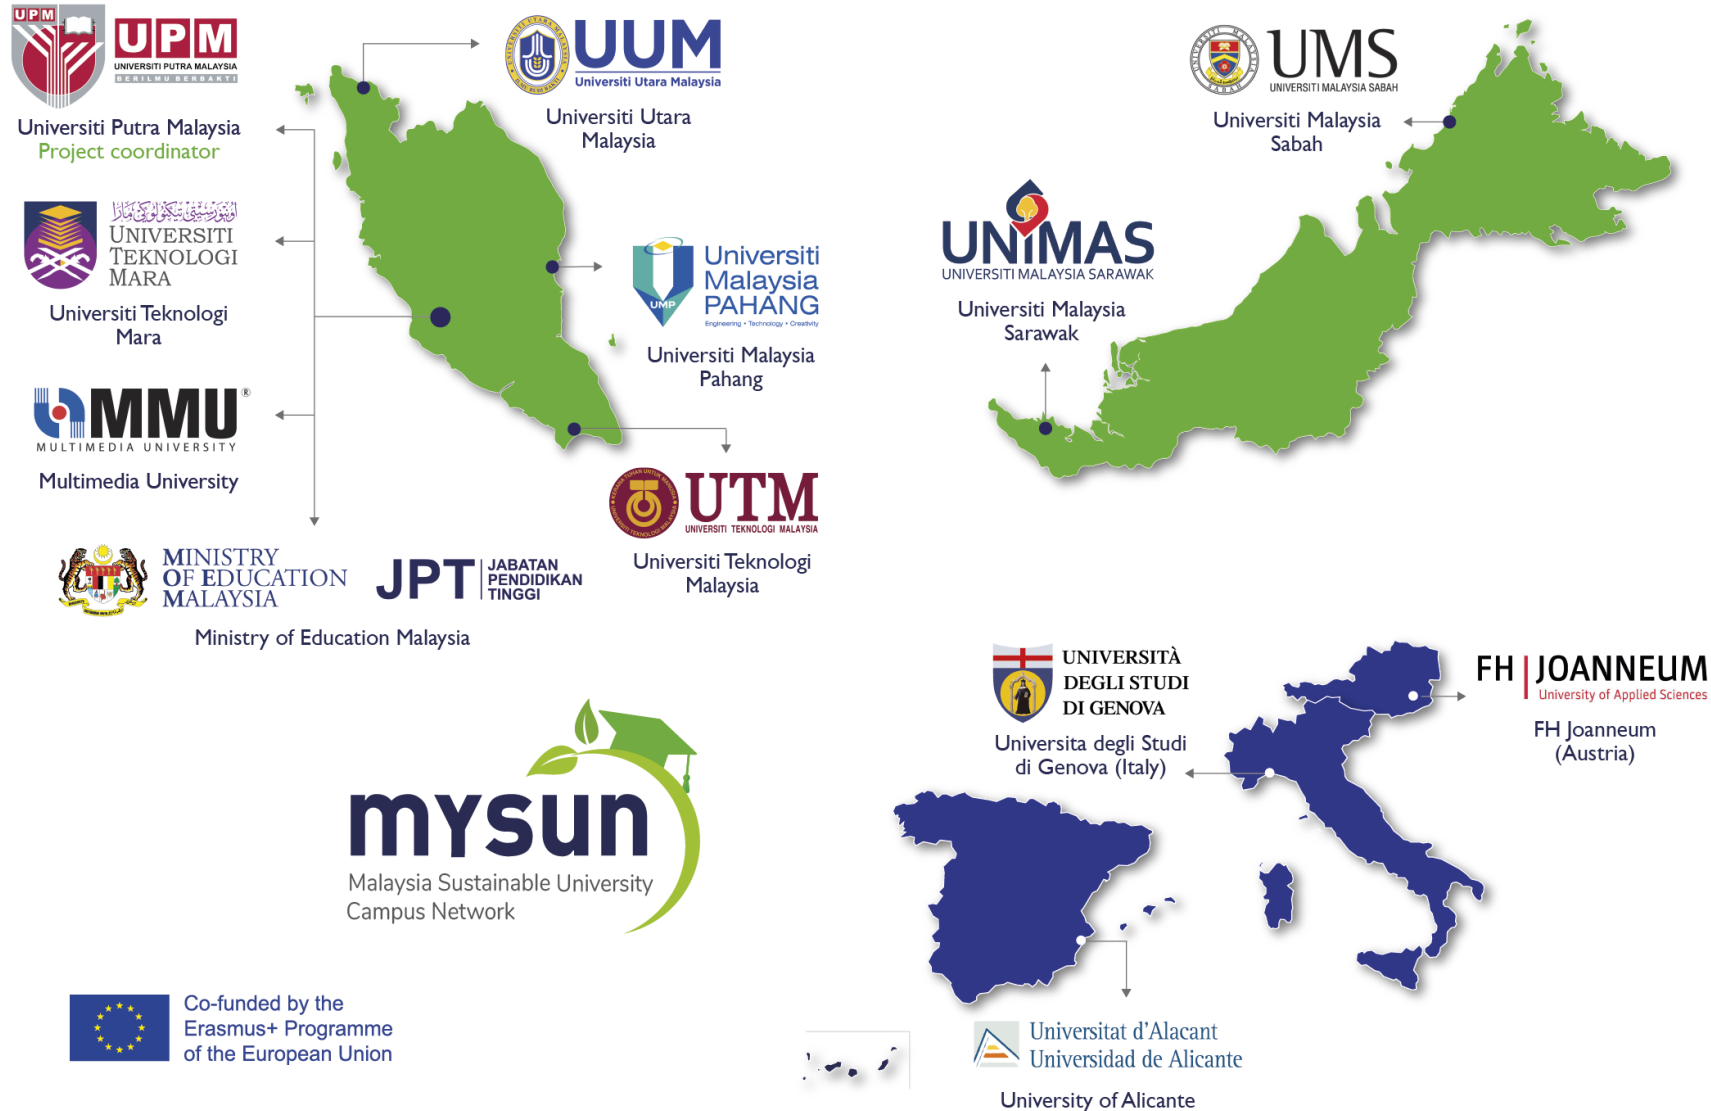 UPM
UPM
UNIVERSITI PUTRA MALAYSIA
BERILMU BERBAKTI
Universiti Putra Malaysia
Project coordinator
UUM
Universiti Utara Malaysia
Universiti Utara
Malaysia
UMS
UNIVERSITI MALAYSIA SABAH
Universiti Malaysia
Sabah
اونيۏرسيتي تيكنولوڬي مارا
UNIVERSITI
TEKNOLOGI
MARA
Universiti Teknologi
Mara
UMP
Universiti
Malaysia
PAHANG
Engineering • Technology • Creativity
Universiti Malaysia
Pahang
UNIMAS
UNIVERSITI MALAYSIA SARAWAK
Universiti Malaysia
Sarawak
MMU®
MULTIMEDIA UNIVERSITY
Multimedia University
UTM
UNIVERSITI TEKNOLOGI MALAYSIA
Universiti Teknologi
Malaysia
MINISTRY
OF EDUCATION
MALAYSIA
JPT
JABATAN
PENDIDIKAN
TINGGI
Ministry of Education Malaysia
UNIVERSITÀ
DEGLI STUDI
DI GENOVA
Universita degli Studi
di Genova (Italy)
FH JOANNEUM
University of Applied Sciences
FH Joanneum
(Austria)
mysun
Malaysia Sustainable University
Campus Network
Co-funded by the
Erasmus+ Programme
of the European Union
Universitat d'Alacant
Universidad de Alicante
University of Alicante